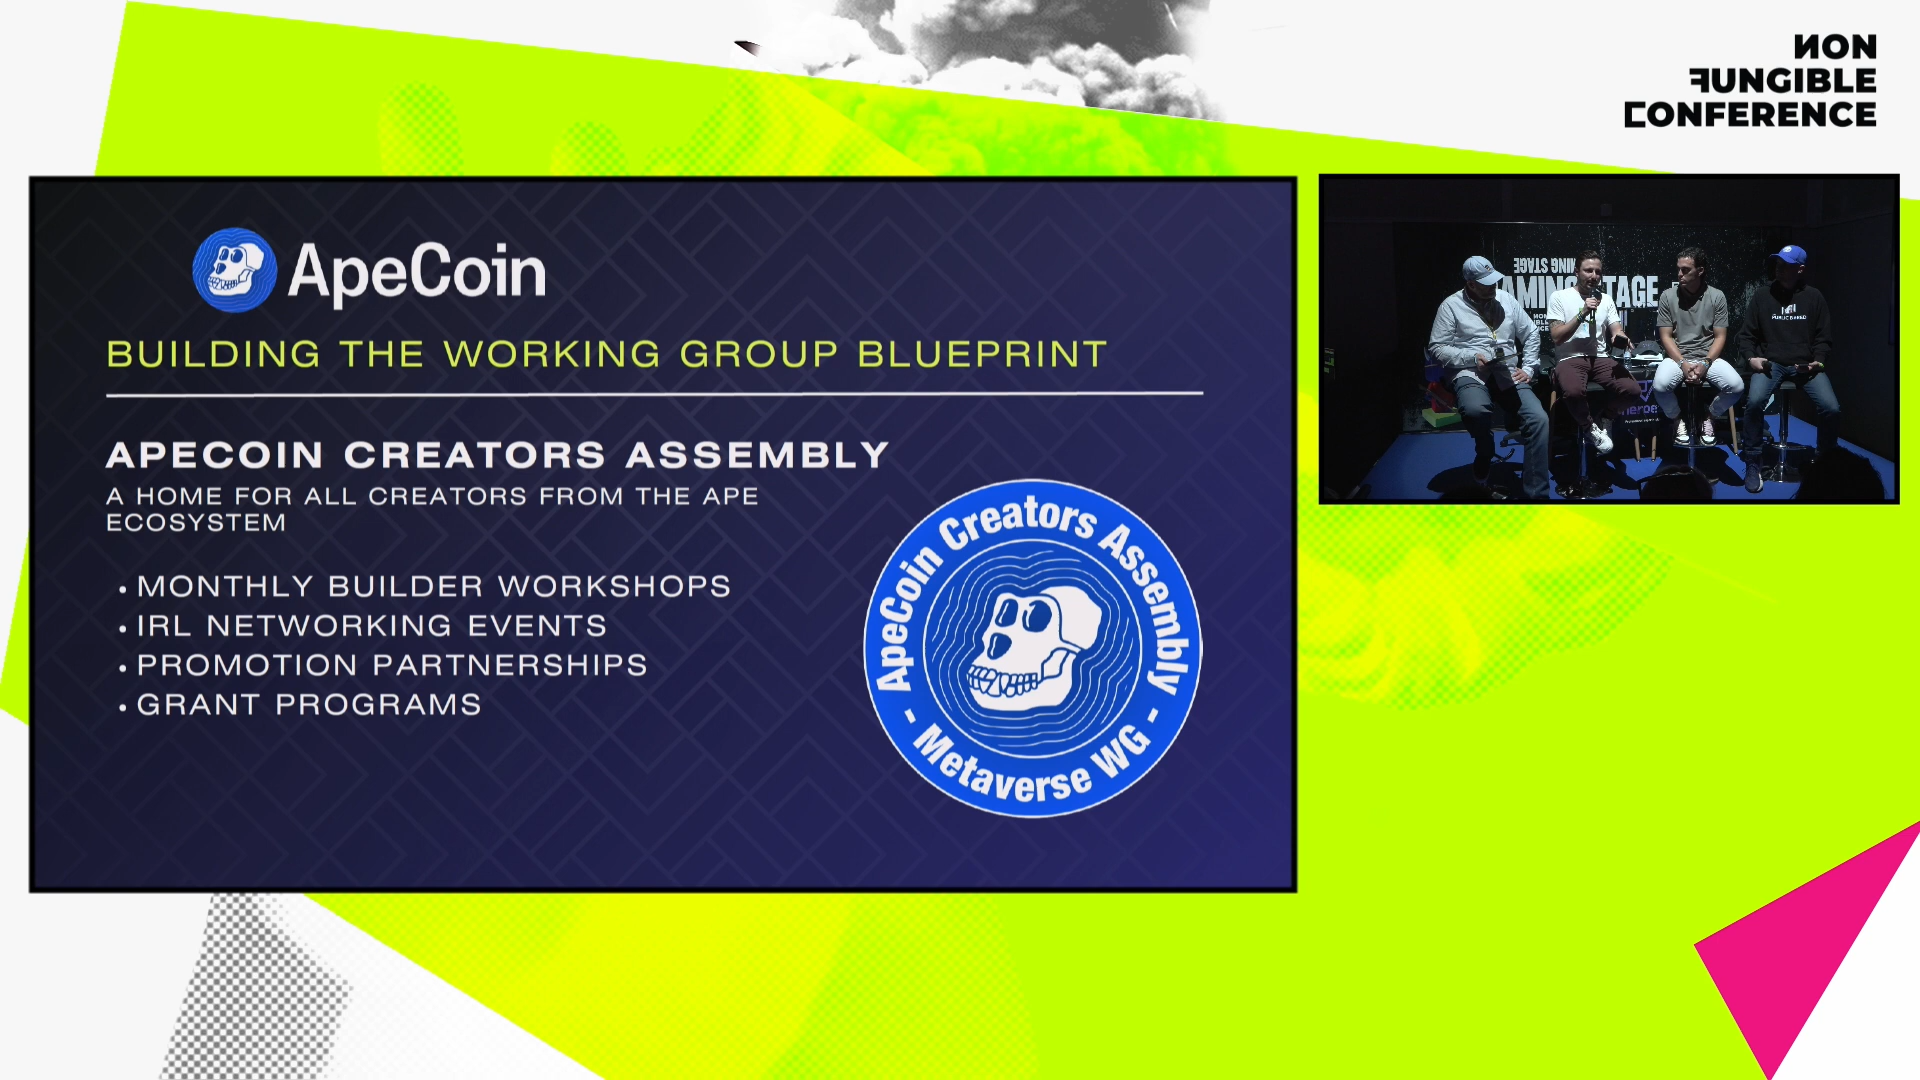 NON
FUNGIBLE
CONFERENCE
ApeCoin
BUILDING THE WORKING GROUP BLUEPRINT
APECOIN CREATORS ASSEMBLY
A HOME FOR ALL CREATORS FROM THE APE
ECOSYSTEM
• MONTHLY BUILDER WORKSHOPS
• IRL NETWORKING EVENTS
• PROMOTION PARTNERSHIPS
• GRANT PROGRAMS
ApeCoin Creators Assembly
- Metaverse WG -
STAGE